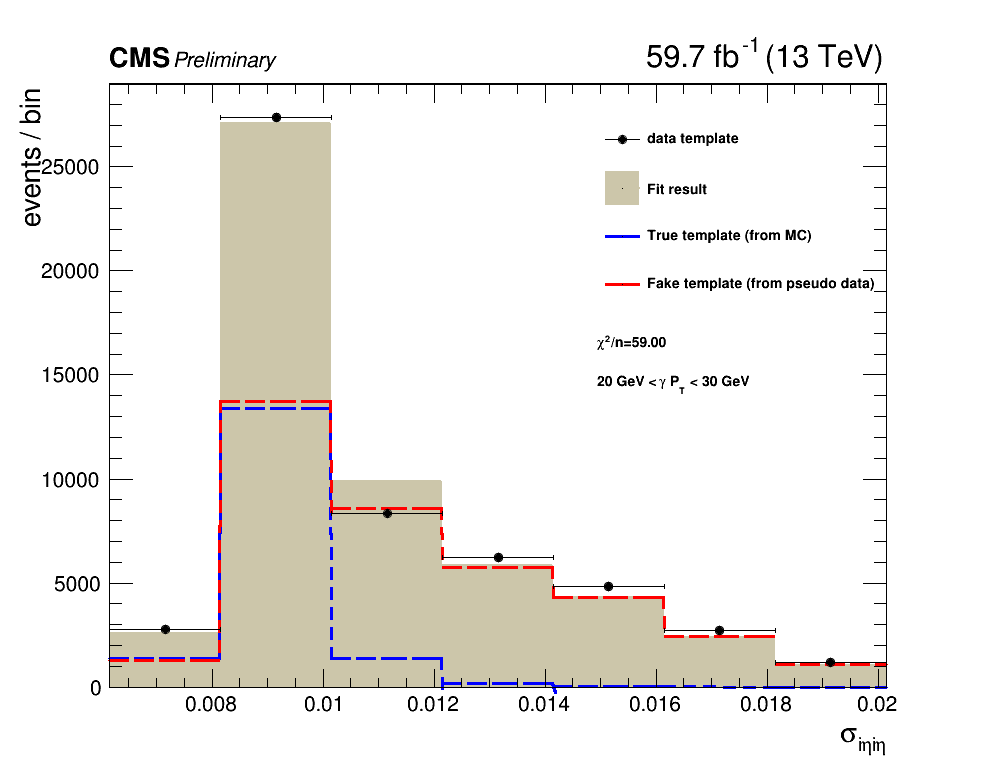 CMS Preliminary 59.7 fb⁻¹ (13 TeV)
events / bin
25000
20000
15000
10000
5000
0
data template
Fit result
True template (from MC)
Fake template (from pseudo data)
χ²/n=59.00
20 GeV < γ P_T < 30 GeV
0.008 0.01 0.012 0.014 0.016 0.018 0.02
σ_iηiη